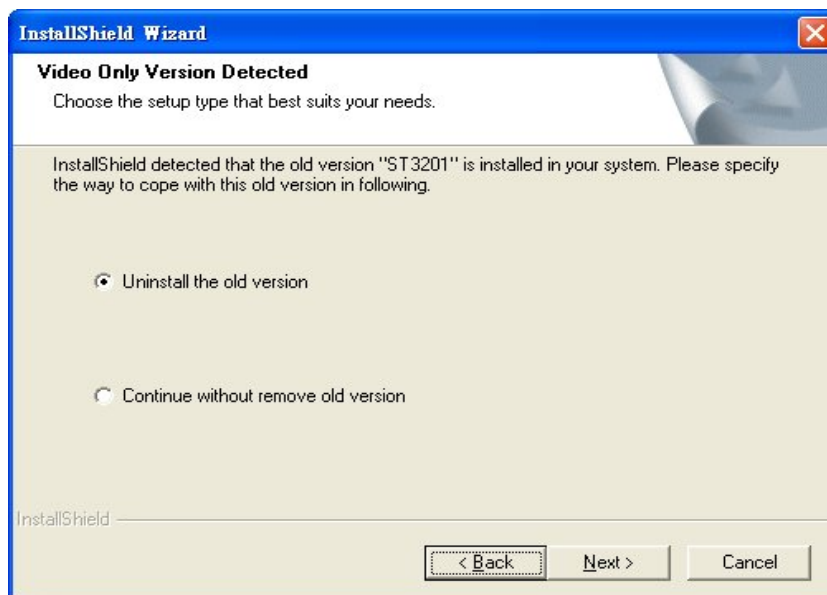 InstallShield Wizard
Video Only Version Detected
Choose the setup type that best suits your needs.
InstallShield detected that the old version "ST3201" is installed in your system. Please specify
the way to cope with this old version in following.
Uninstall the old version
Continue without remove old version
InstallShield
< Back
Next >
Cancel